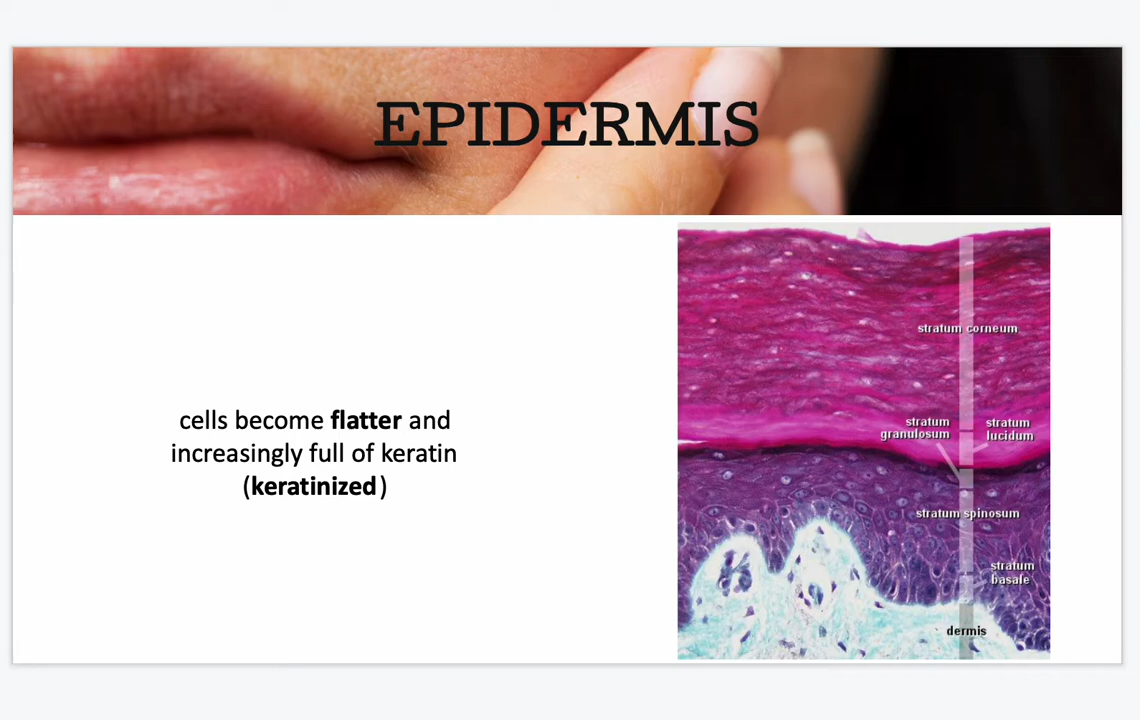 EPIDERMIS
cells become flatter and
increasingly full of keratin
(keratinized)
stratum corneum
stratum
granulosum
stratum
lucidum
stratum spinosum
stratum
basale
dermis